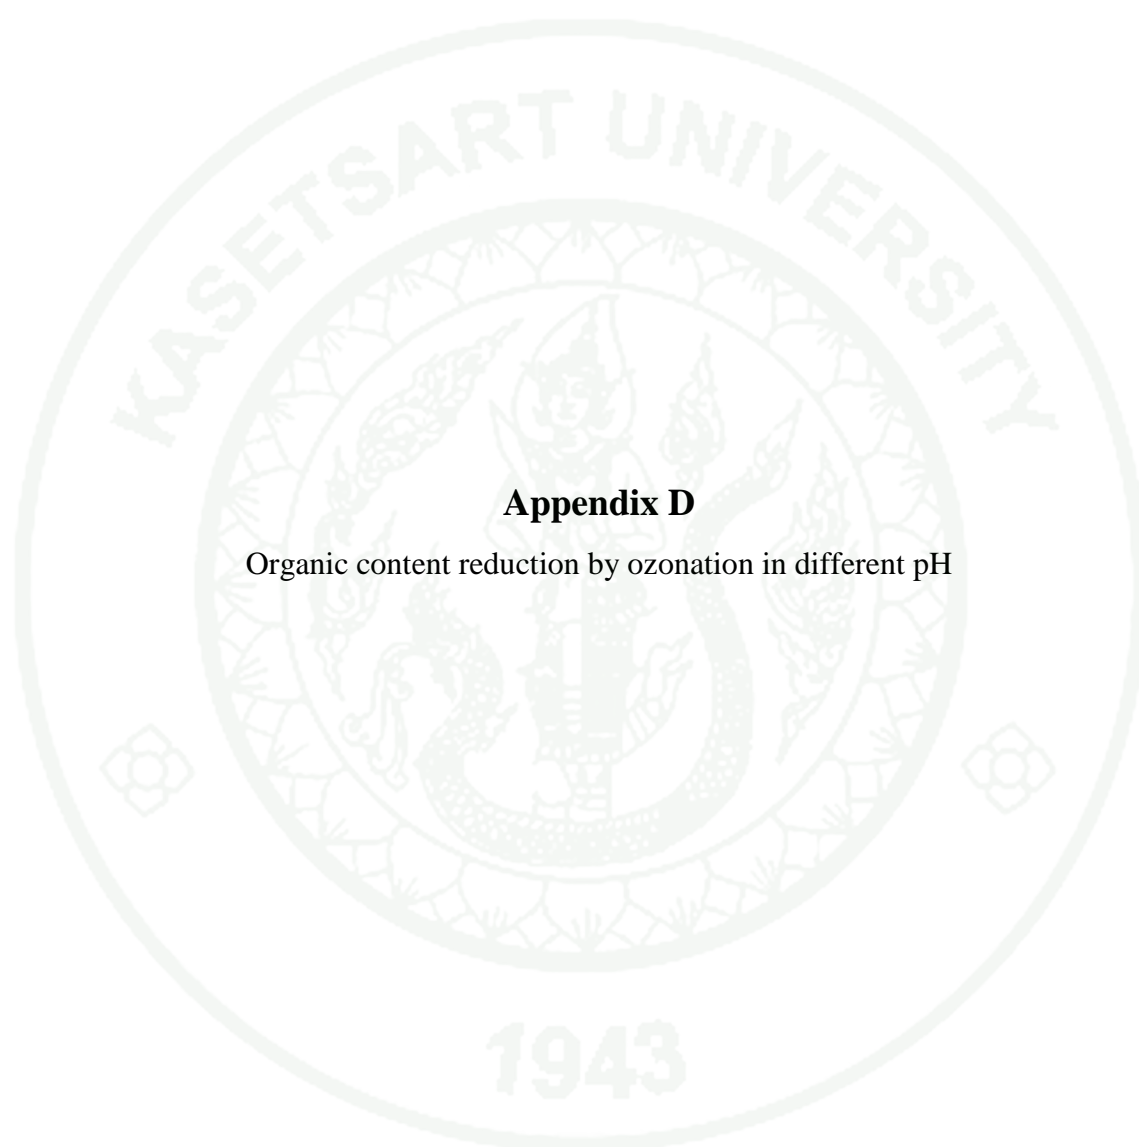 KASETSART UNIVERSITY
Appendix D
Organic content reduction by ozonation in different pH
1943